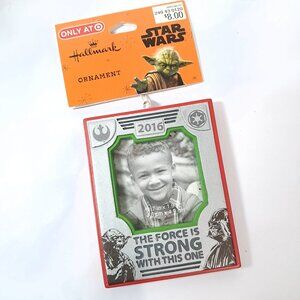 ONLY AT
Hallmark
ORNAMENT
STAR
WARS
$8.00
2016
THE FORCE IS
STRONG
WITH THIS ONE